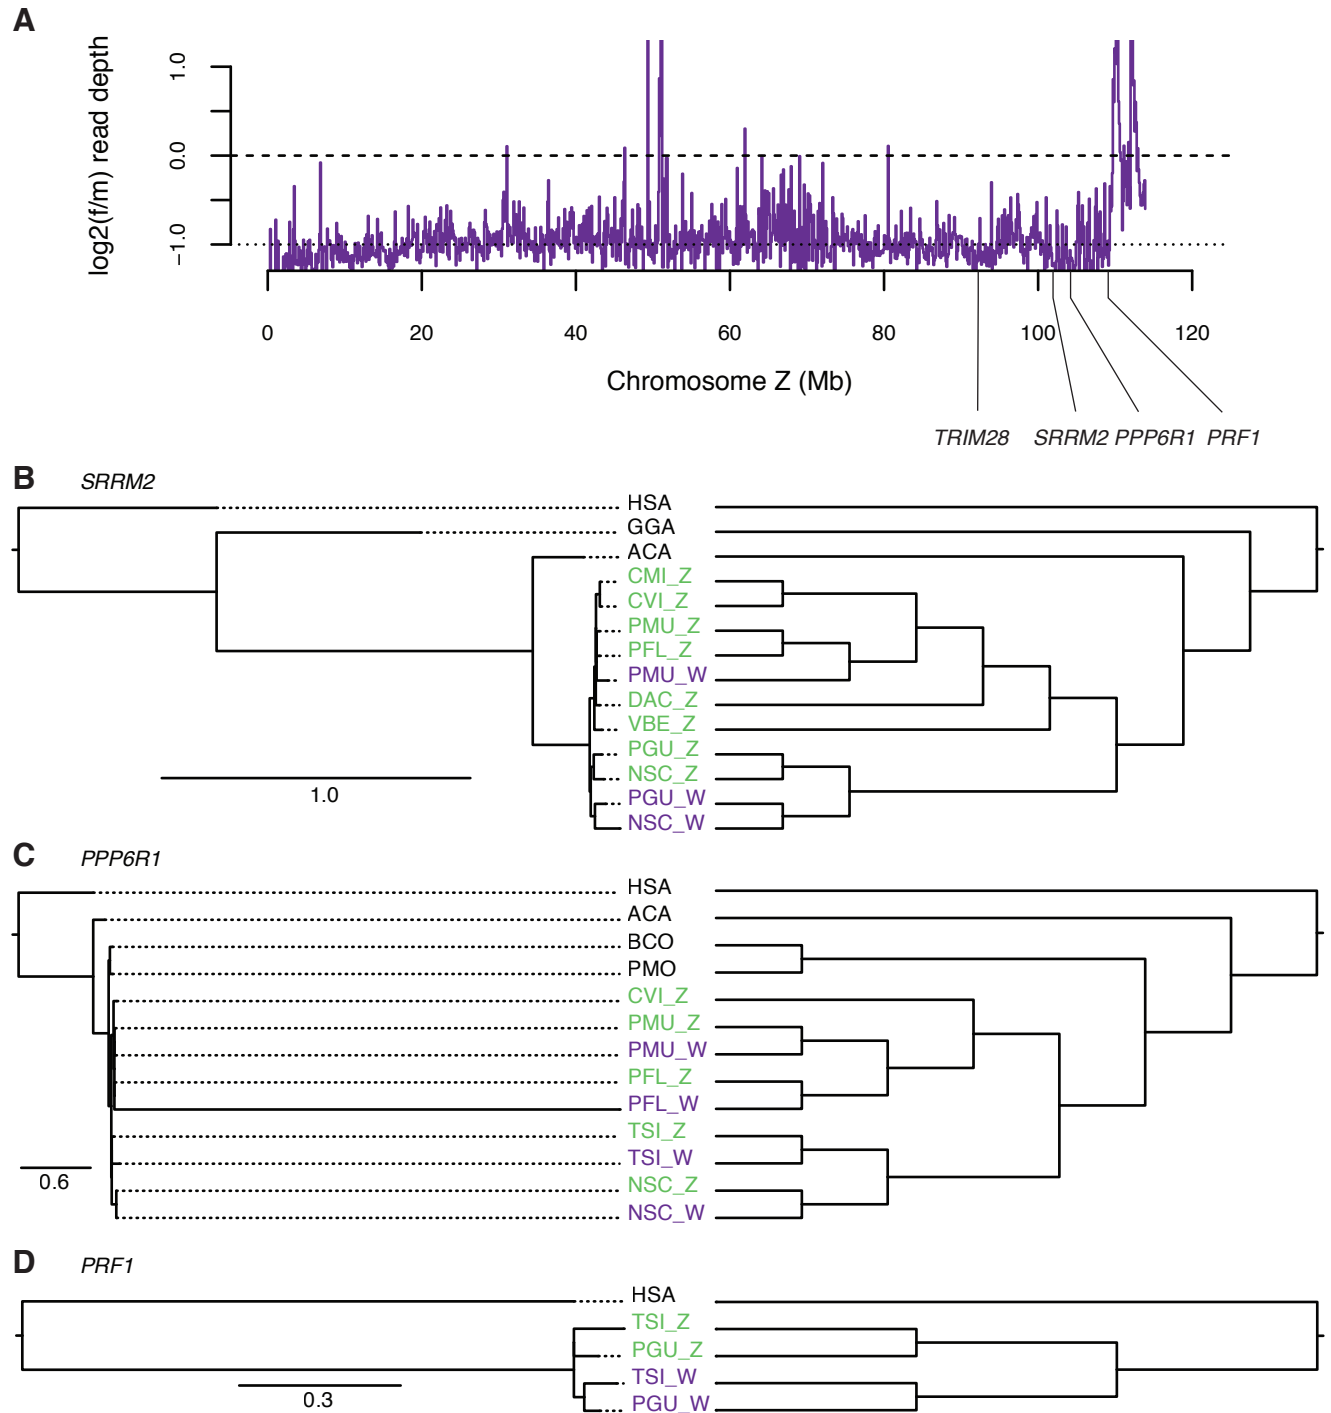 A
log2(f/m) read depth
1.0
0.0
−1.0
0 20 40 60 80 100 120
Chromosome Z (Mb)
TRIM28 SRRM2 PPP6R1 PRF1
B SRRM2
HSA
GGA
ACA
CMI_Z
CVI_Z
PMU_Z
PFL_Z
PMU_W
DAC_Z
VBE_Z
PGU_Z
NSC_Z
PGU_W
NSC_W
1.0
C PPP6R1
HSA
ACA
BCO
PMO
CVI_Z
PMU_Z
PMU_W
PFL_Z
PFL_W
TSI_Z
TSI_W
NSC_Z
NSC_W
0.6
D PRF1
HSA
TSI_Z
PGU_Z
TSI_W
PGU_W
0.3